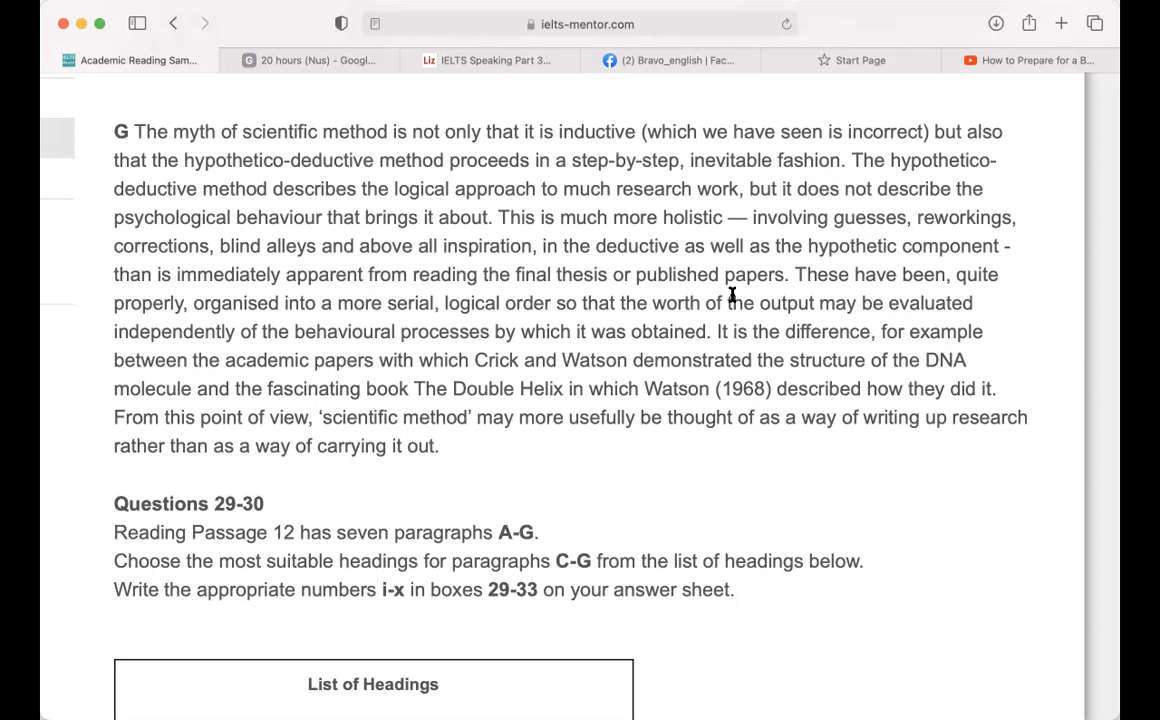 ielts-mentor.com
Academic Reading Sam...
G 20 hours (Nus) - Googl...
Liz IELTS Speaking Part 3...
(2) Bravo_english | Fac...
Start Page
How to Prepare for a B...
G The myth of scientific method is not only that it is inductive (which we have seen is incorrect) but also
that the hypothetico-deductive method proceeds in a step-by-step, inevitable fashion. The hypothetico-
deductive method describes the logical approach to much research work, but it does not describe the
psychological behaviour that brings it about. This is much more holistic — involving guesses, reworkings,
corrections, blind alleys and above all inspiration, in the deductive as well as the hypothetic component -
than is immediately apparent from reading the final thesis or published papers. These have been, quite
properly, organised into a more serial, logical order so that the worth of the output may be evaluated
independently of the behavioural processes by which it was obtained. It is the difference, for example
between the academic papers with which Crick and Watson demonstrated the structure of the DNA
molecule and the fascinating book The Double Helix in which Watson (1968) described how they did it.
From this point of view, ‘scientific method’ may more usefully be thought of as a way of writing up research
rather than as a way of carrying it out.
Questions 29-30
Reading Passage 12 has seven paragraphs A-G.
Choose the most suitable headings for paragraphs C-G from the list of headings below.
Write the appropriate numbers i-x in boxes 29-33 on your answer sheet.
List of Headings